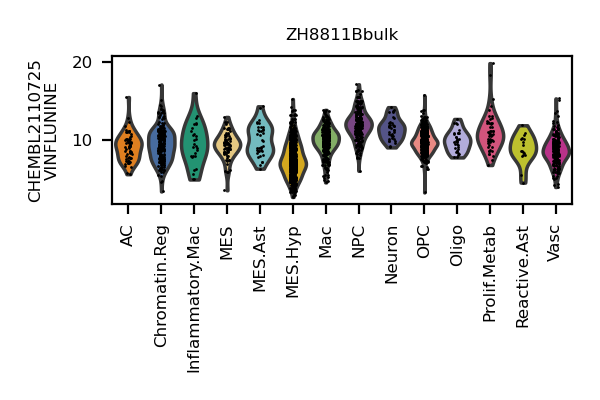 ZH8811Bbulk
CHEMBL2110725
VINFLUNINE
20
10
AC
Chromatin.Reg
Inflammatory.Mac
MES
MES.Ast
MES.Hyp
Mac
NPC
Neuron
OPC
Oligo
Prolif.Metab
Reactive.Ast
Vasc